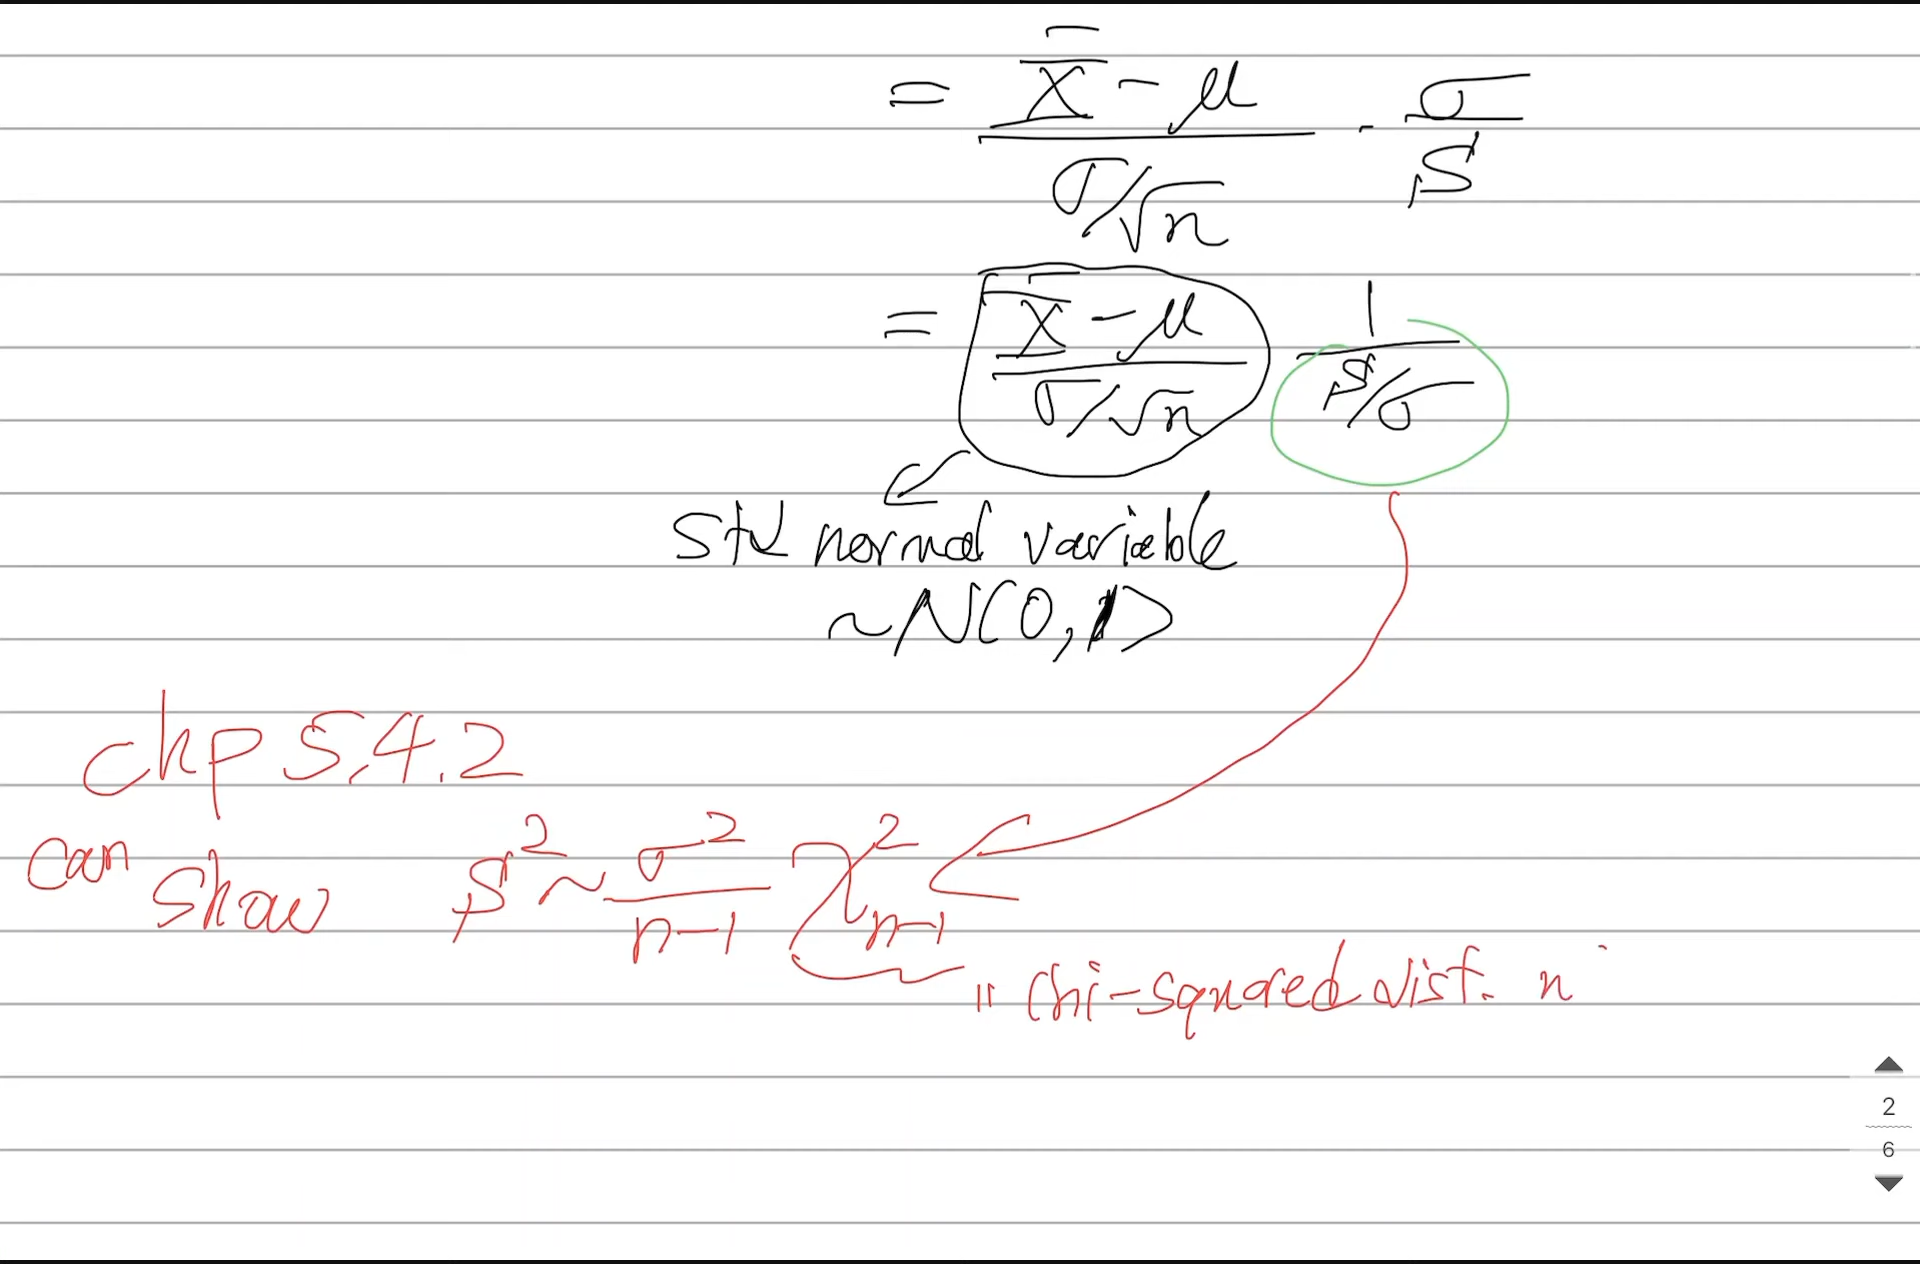 = (X̄ - μ)/(σ/√n) · σ/S
= (X̄ - μ)/(σ/√n) 1/(S/σ)
Std normal variable
~N(0,1)
chp 5.4.2
can show S² ~ σ²/(n-1) χ²_{n-1}
" Chi-squared dist. n
2
6